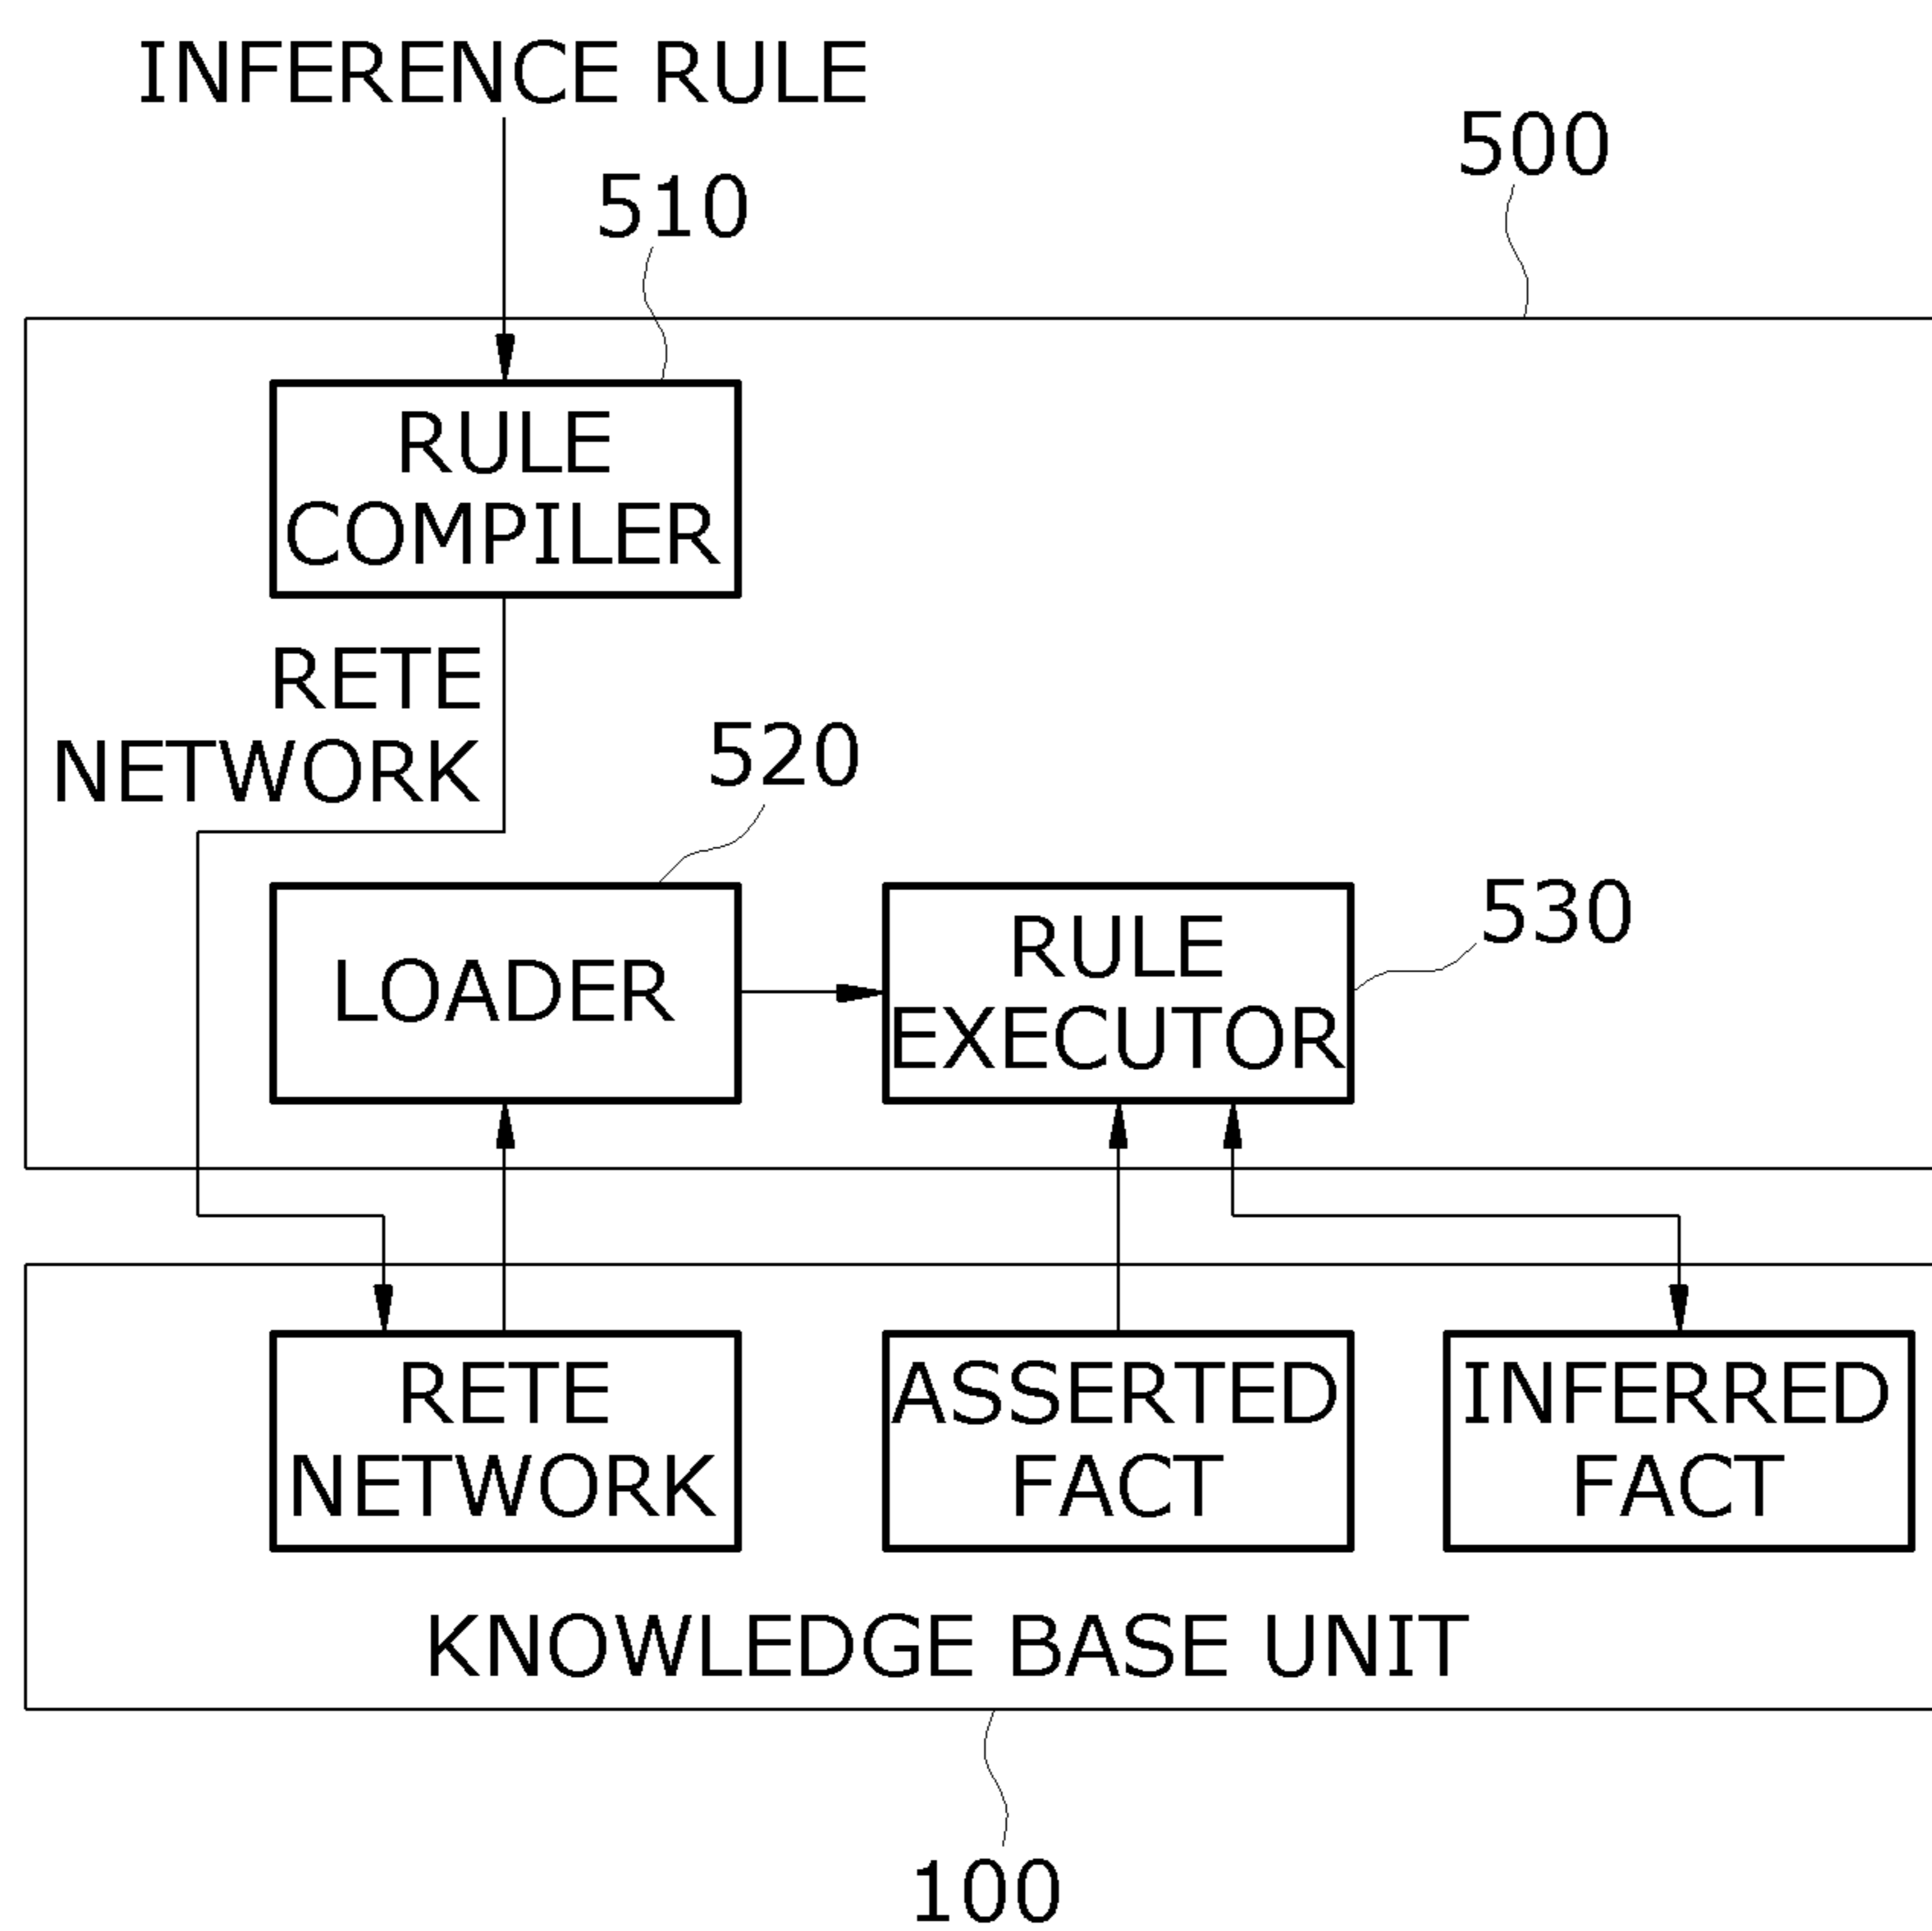 INFERENCE RULE
500
510
RULE
COMPILER
RETE
NETWORK
520
530
LOADER
RULE
EXECUTOR
RETE
NETWORK
ASSERTED
FACT
INFERRED
FACT
KNOWLEDGE BASE UNIT
100